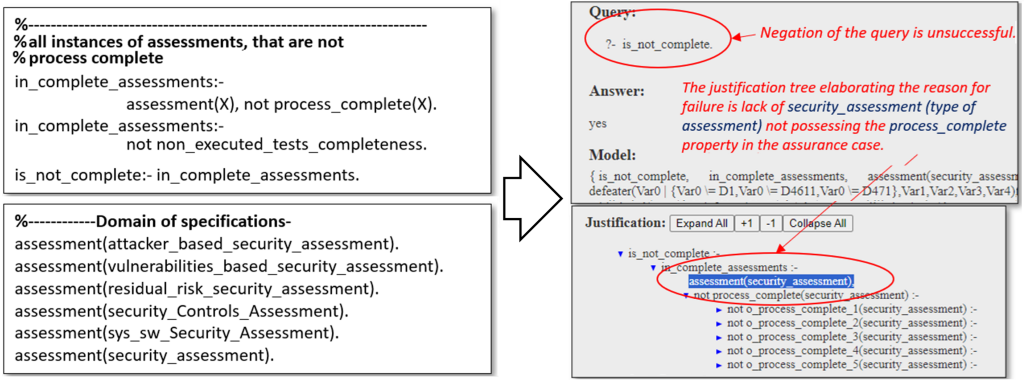 %------------------------------------------------------------------
%all instances of assessments, that are not
%process complete
in_complete_assessments:-
assessment(X), not process_complete(X).
in_complete_assessments:-
not non_executed_tests_completeness.
is_not_complete:- in_complete_assessments.
%------------Domain of specifications-
assessment(attacker_based_security_assessment).
assessment(vulnerabilities_based_security_assessment).
assessment(residual_risk_security_assessment).
assessment(security_Controls_Assessment).
assessment(sys_sw_Security_Assessment).
assessment(security_assessment).
Query:
?- is_not_complete.
Negation of the query is unsuccessful.
Answer:
yes
The justification tree elaborating the reason for
failure is lack of security_assessment (type of
assessment) not possessing the process_complete
property in the assurance case.
Model:
{ is_not_complete, in_complete_assessments, assessment(security_assessm
defeater(Var0 | {Var0 \= D1,Var0 \= D4611,Var0 \= D471},Var1,Var2,Var3,Var4)
Justification: Expand All +1 -1 Collapse All
▼ is_not_complete :-
▼ in_complete_assessments :-
assessment(security_assessment),
▼ not process_complete(security_assessment) :-
► not o_process_complete_1(security_assessment) :-
► not o_process_complete_2(security_assessment) :-
► not o_process_complete_3(security_assessment) :-
► not o_process_complete_4(security_assessment) :-
► not o_process_complete_5(security_assessment) :-